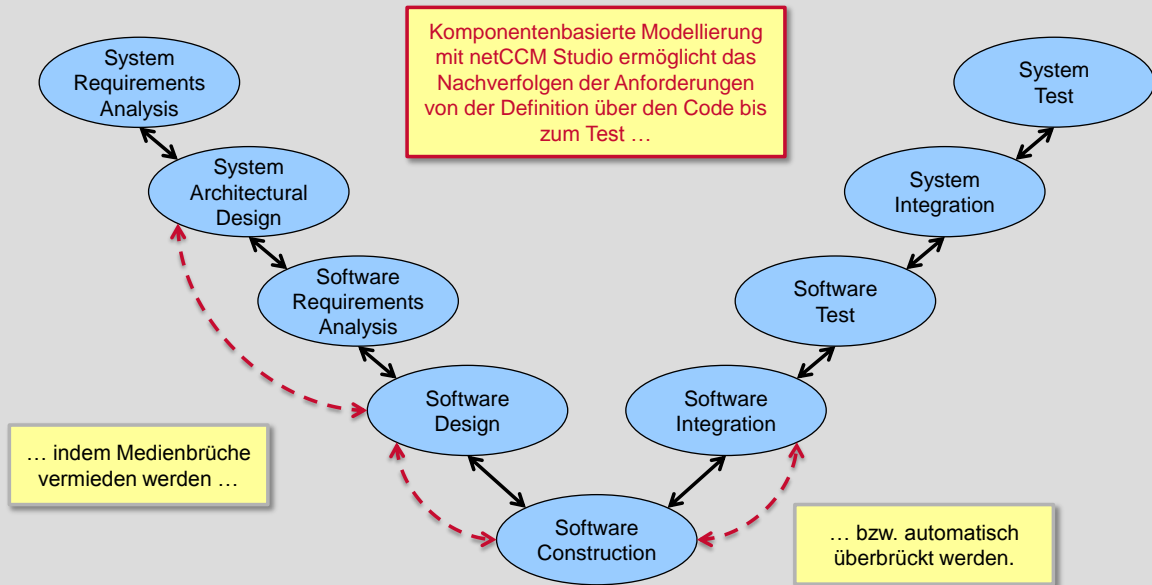 System
Requirements
Analysis
Komponentenbasierte Modellierung
mit netCCM Studio ermöglicht das
Nachverfolgen der Anforderungen
von der Definition über den Code bis
zum Test …
System
Test
System
Architectural
Design
System
Integration
Software
Requirements
Analysis
Software
Test
Software
Design
Software
Integration
… indem Medienbrüche
vermieden werden …
Software
Construction
… bzw. automatisch
überbrückt werden.